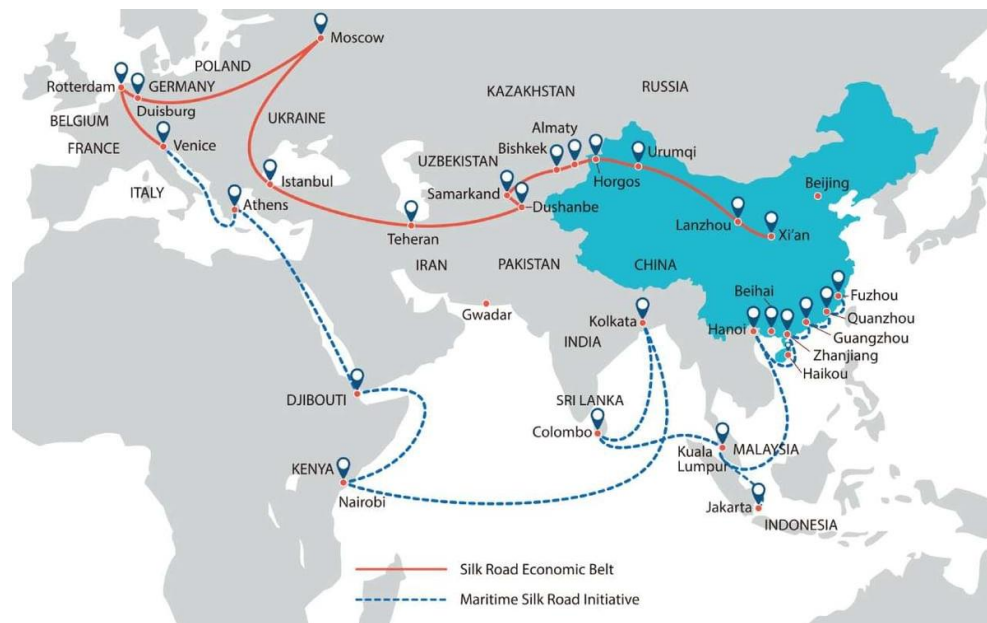 Moscow
POLAND
Rotterdam
GERMANY
Duisburg
BELGIUM
FRANCE
Venice
UKRAINE
KAZAKHSTAN
RUSSIA
Almaty
Bishkek
Urumqi
UZBEKISTAN
Horgos
ITALY
Istanbul
Samarkand
Beijing
Athens
Dushanbe
Lanzhou
Xi'an
Teheran
IRAN
PAKISTAN
CHINA
Beihai
Fuzhou
Gwadar
Kolkata
Hanoi
Quanzhou
INDIA
Guangzhou
Zhanjiang
Haikou
DJIBOUTI
SRI LANKA
Colombo
Kuala
Lumpur
MALAYSIA
KENYA
Nairobi
Jakarta
INDONESIA
Silk Road Economic Belt
Maritime Silk Road Initiative